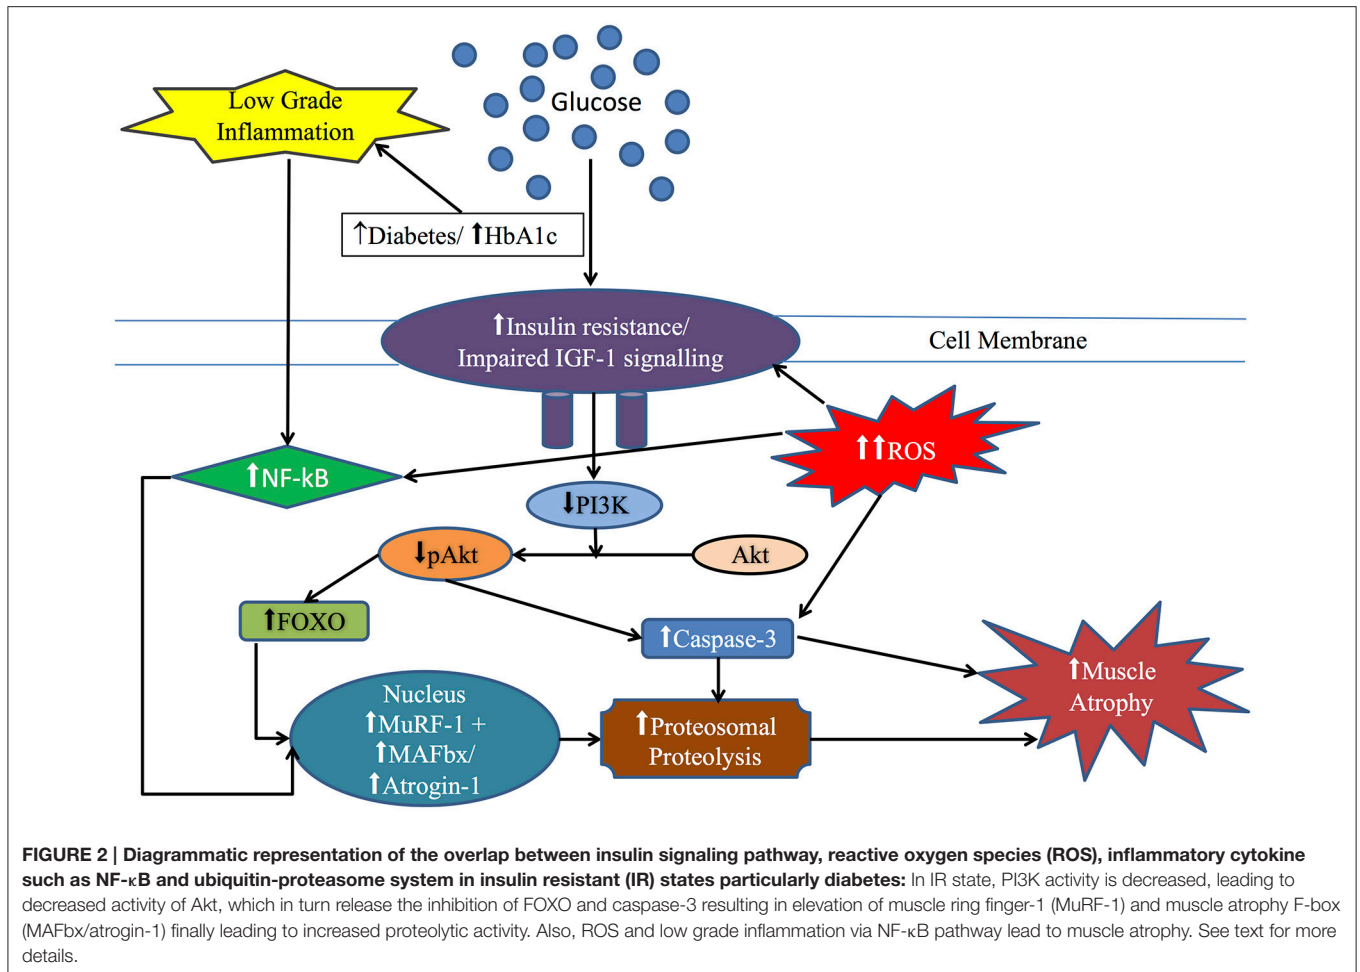 Low Grade
Inflammation
Glucose
↑Diabetes/ ↑HbA1c
↑Insulin resistance/
Impaired IGF-1 signalling
Cell Membrane
↑↑ROS
↑NF-kB
↓PI3K
↓pAkt
Akt
↑FOXO
↑Caspase-3
↑Muscle
Atrophy
Nucleus
↑MuRF-1 +
↑MAFbx/
↑Atrogin-1
↑Proteosomal
Proteolysis
FIGURE 2 | Diagrammatic representation of the overlap between insulin signaling pathway, reactive oxygen species (ROS), inflammatory cytokine
such as NF-κB and ubiquitin-proteasome system in insulin resistant (IR) states particularly diabetes: In IR state, PI3K activity is decreased, leading to
decreased activity of Akt, which in turn release the inhibition of FOXO and caspase-3 resulting in elevation of muscle ring finger-1 (MuRF-1) and muscle atrophy F-box
(MAFbx/atrogin-1) finally leading to increased proteolytic activity. Also, ROS and low grade inflammation via NF-κB pathway lead to muscle atrophy. See text for more
details.